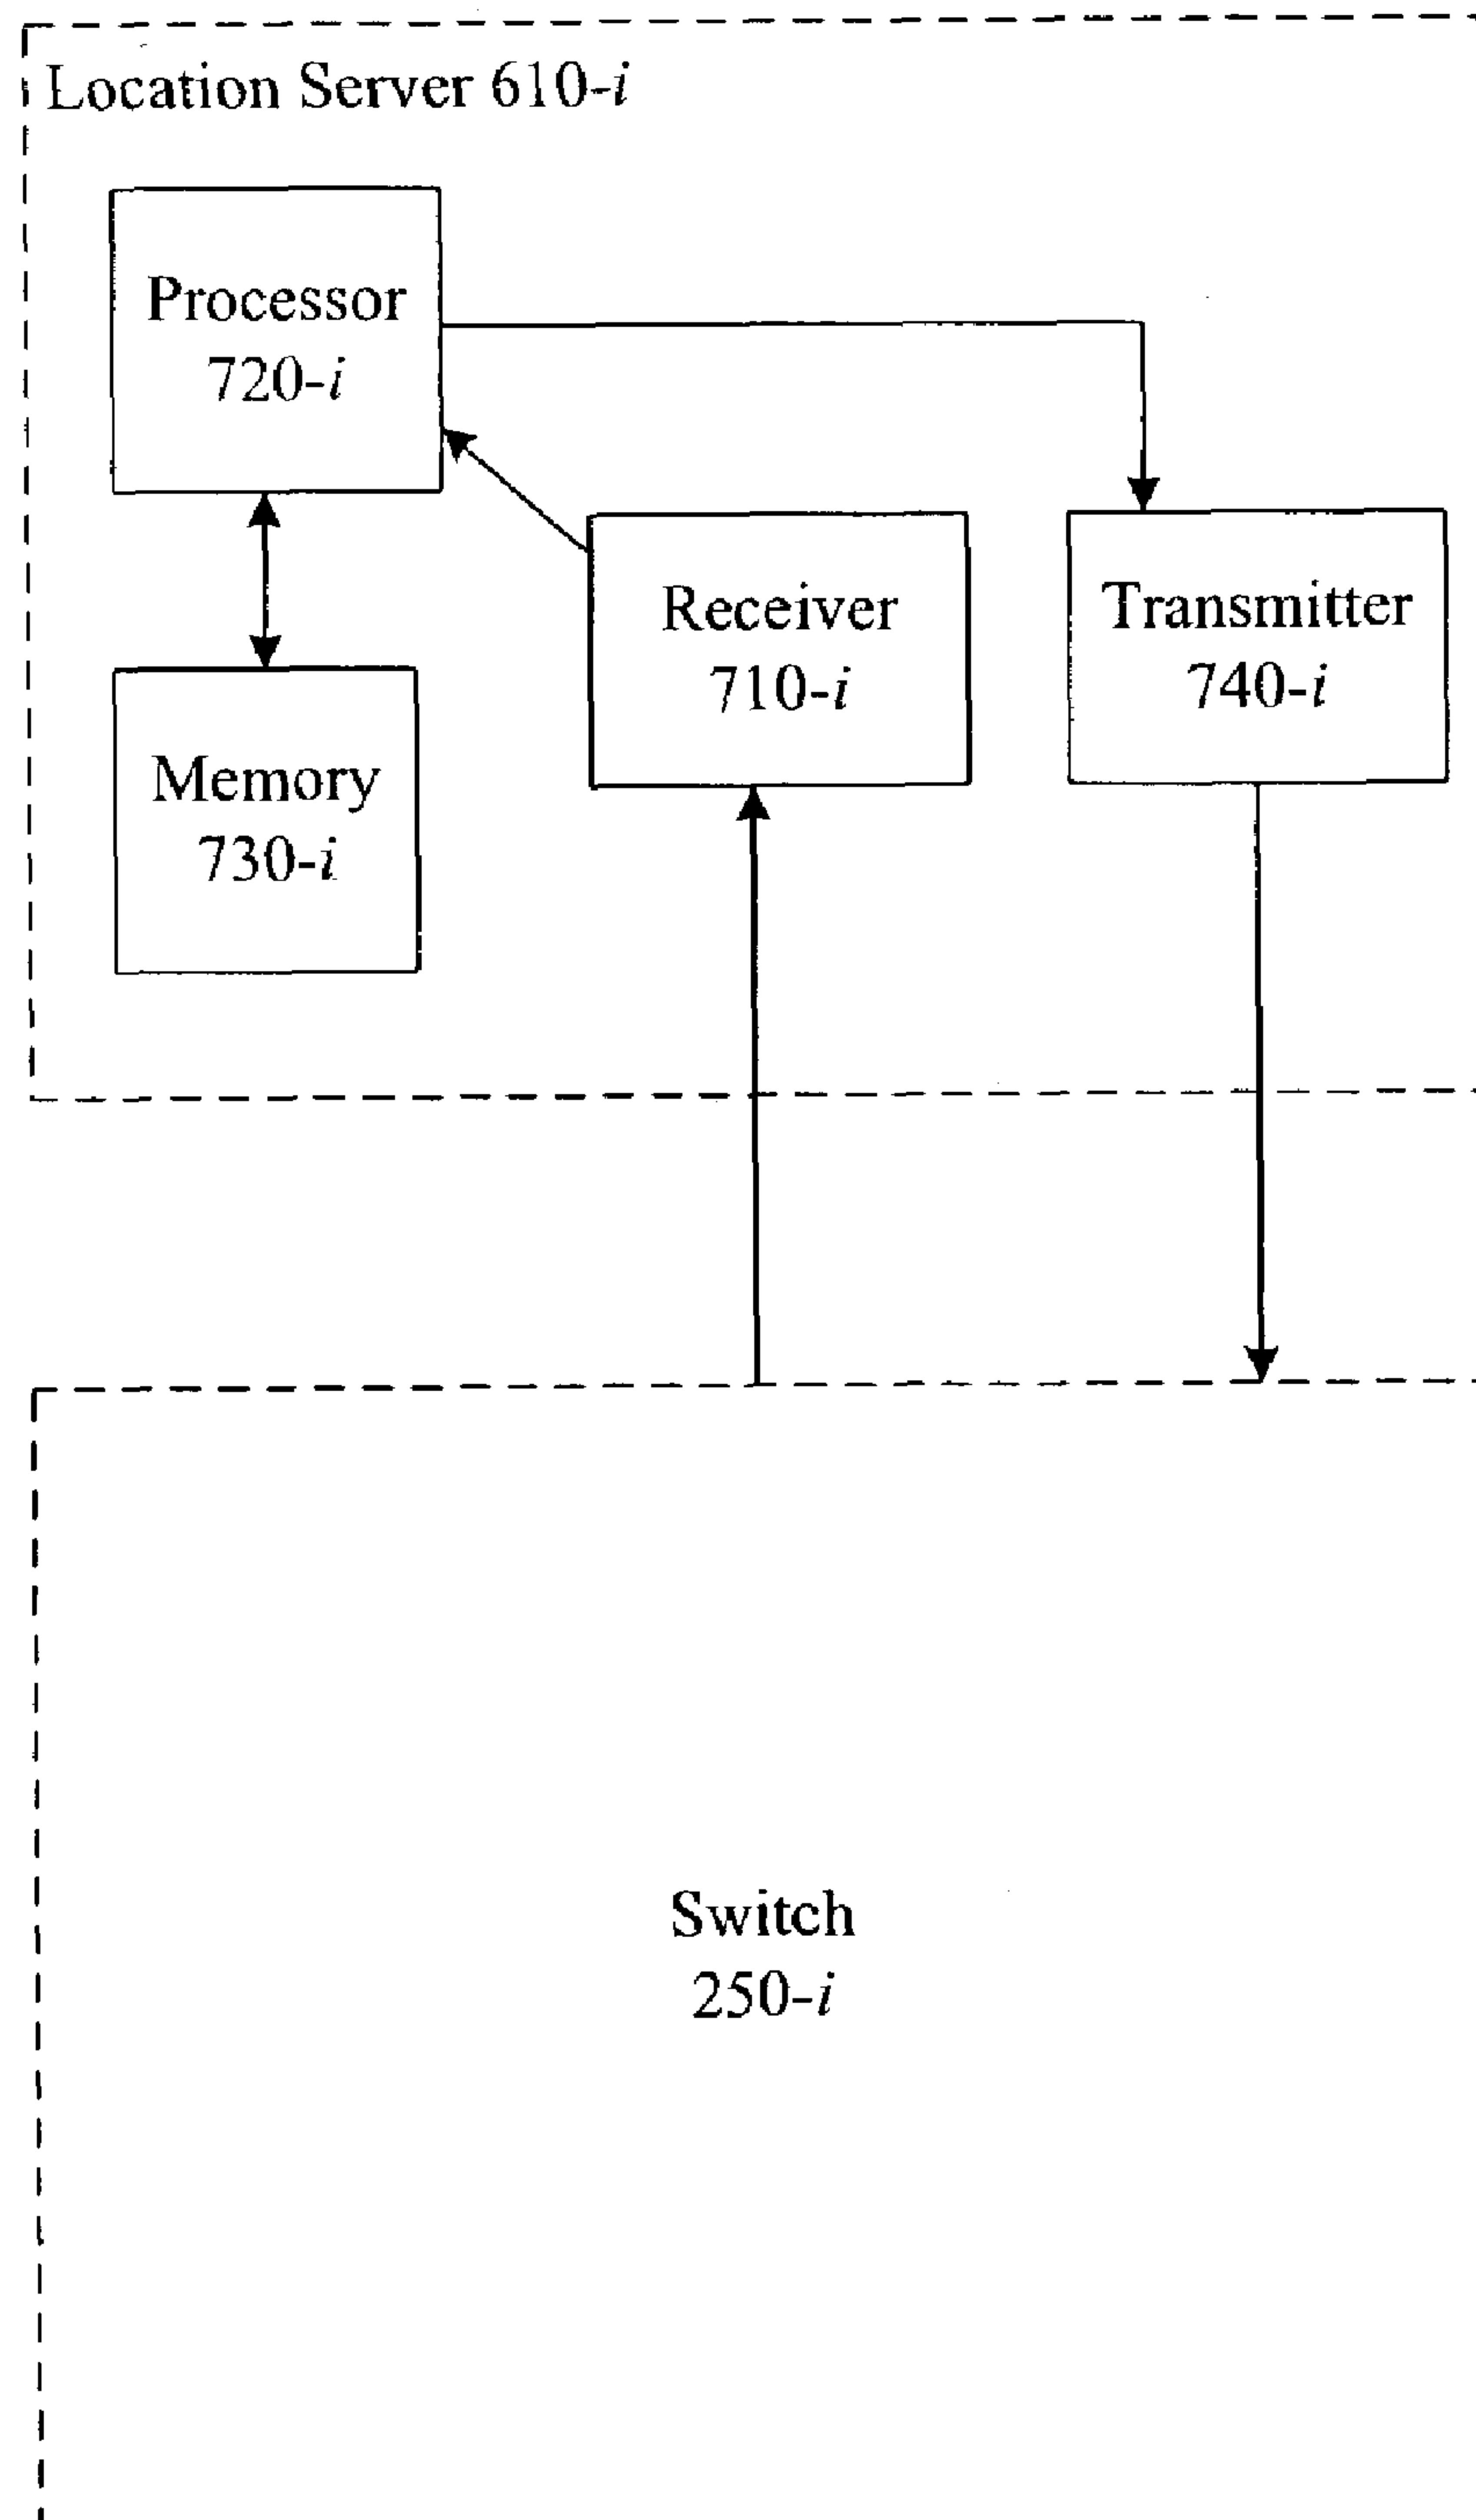 Location Server 610-i
Processor
720-i
Receiver
710-i
Transmitter
740-i
Memory
730-i
Switch
250-i